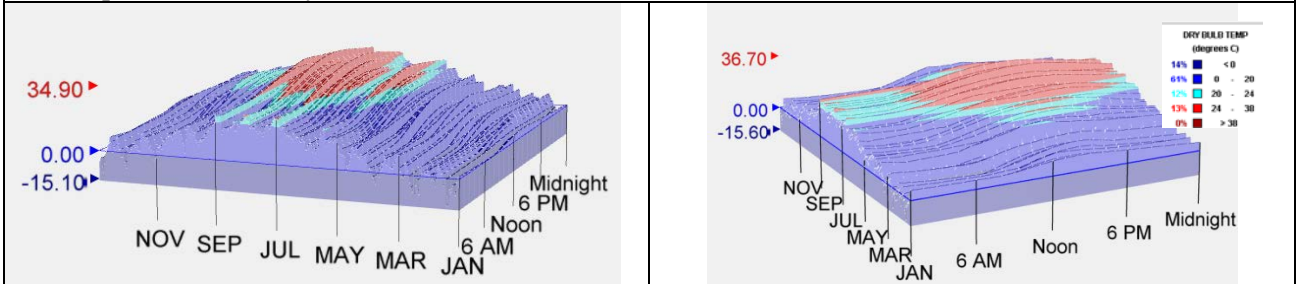 34.90
0.00
-15.10
NOV SEP JUL MAY MAR JAN
6 AM
Noon
6 PM
Midnight
36.70
0.00
-15.60
NOV
SEP
JUL
MAY
MAR
JAN
6 AM
Noon
6 PM
Midnight
DRY BULB TEMP
(degrees C)
14% < 0
61% 0 - 20
12% 20 - 24
13% 24 - 38
0% > 38